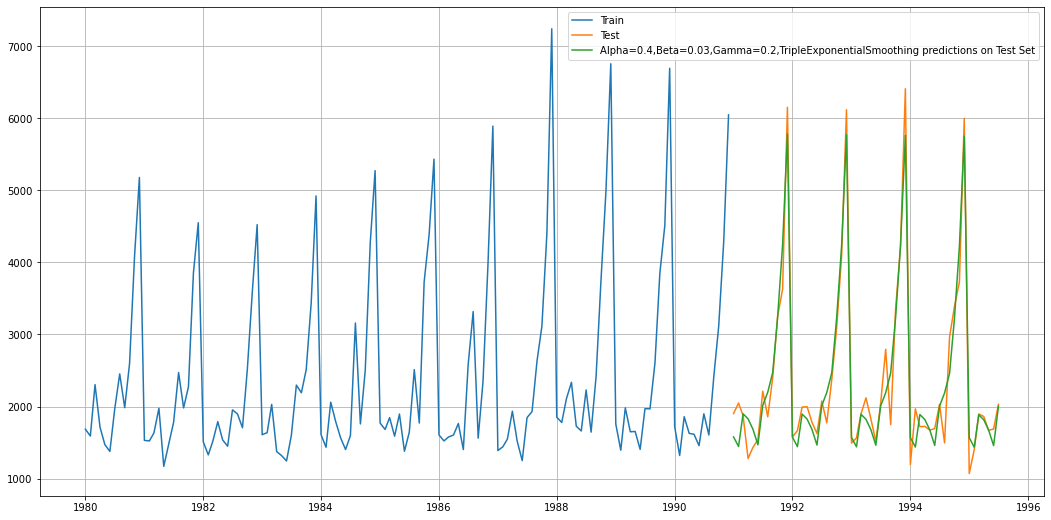 Train
Test
Alpha=0.4,Beta=0.03,Gamma=0.2,TripleExponentialSmoothing predictions on Test Set
7000
6000
5000
4000
3000
2000
1000
1980 1982 1984 1986 1988 1990 1992 1994 1996